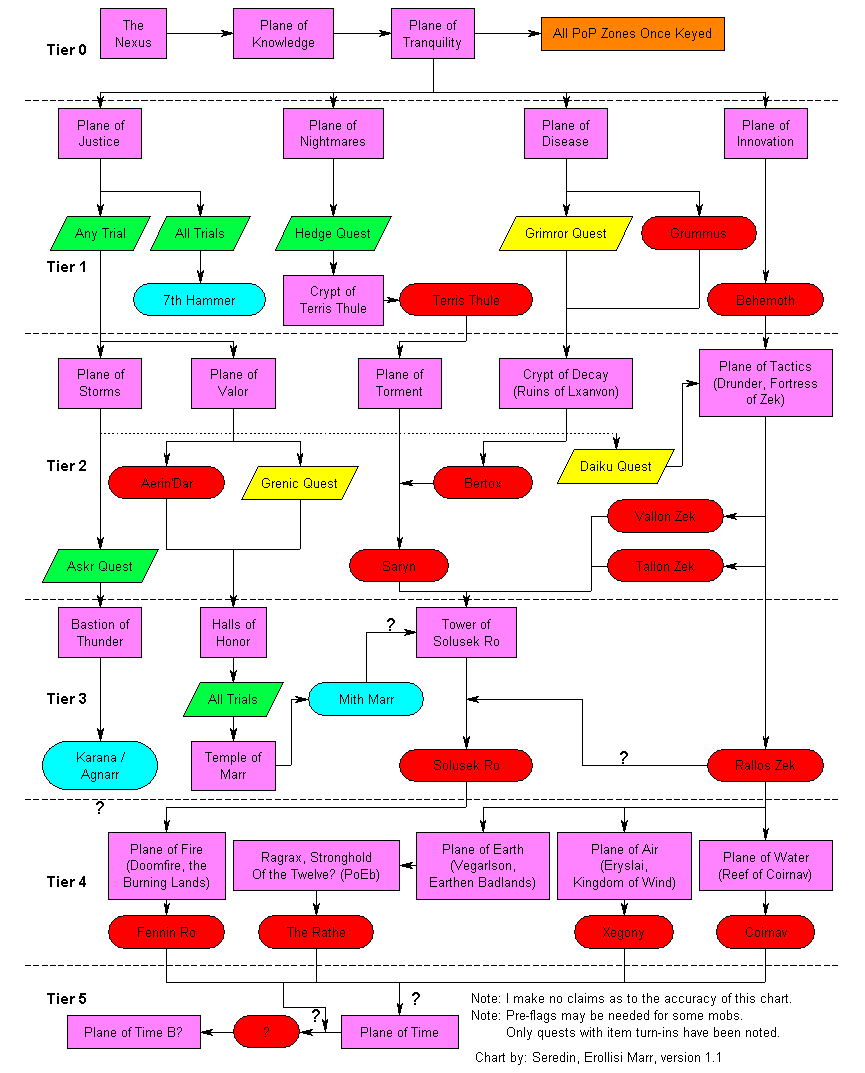 The
Nexus
Plane of
Knowledge
Plane of
Tranquility
All PoP Zones Once Keyed
Tier 0
Plane of
Justice
Plane of
Nightmares
Plane of
Disease
Plane of
Innovation
Any Trial
All Trials
Hedge Quest
Grimror Quest
Grummus
Tier 1
7th Hammer
Crypt of
Terris Thule
Terris Thule
Behemoth
Plane of
Storms
Plane of
Valor
Plane of
Torment
Crypt of Decay
(Ruins of Lxanvon)
Plane of Tactics
(Drunder, Fortress
of Zek)
Tier 2
Aerin'Dar
Grenic Quest
Bertox
Daiku Quest
Vallon Zek
Askr Quest
Saryn
Tallon Zek
Bastion of
Thunder
Halls of
Honor
?
Tower of
Solusek Ro
Tier 3
All Trials
Mith Marr
Karana /
Agnarr
Temple of
Marr
Solusek Ro
?
Rallos Zek
?
Plane of Fire
(Doomfire, the
Burning Lands)
Ragrax, Stronghold
Of the Twelve? (PoEb)
Plane of Earth
(Vegarlson,
Earthen Badlands)
Plane of Air
(Eryslai,
Kingdom of Wind)
Plane of Water
(Reef of Coirnav)
Tier 4
Fennin Ro
The Rathe
Xegony
Coirnav
Tier 5
?
?
Plane of Time B?
?
Plane of Time
Note: I make no claims as to the accuracy of this chart.
Note: Pre-flags may be needed for some mobs.
Only quests with item turn-ins have been noted.
Chart by: Seredin, Erollisi Marr, version 1.1